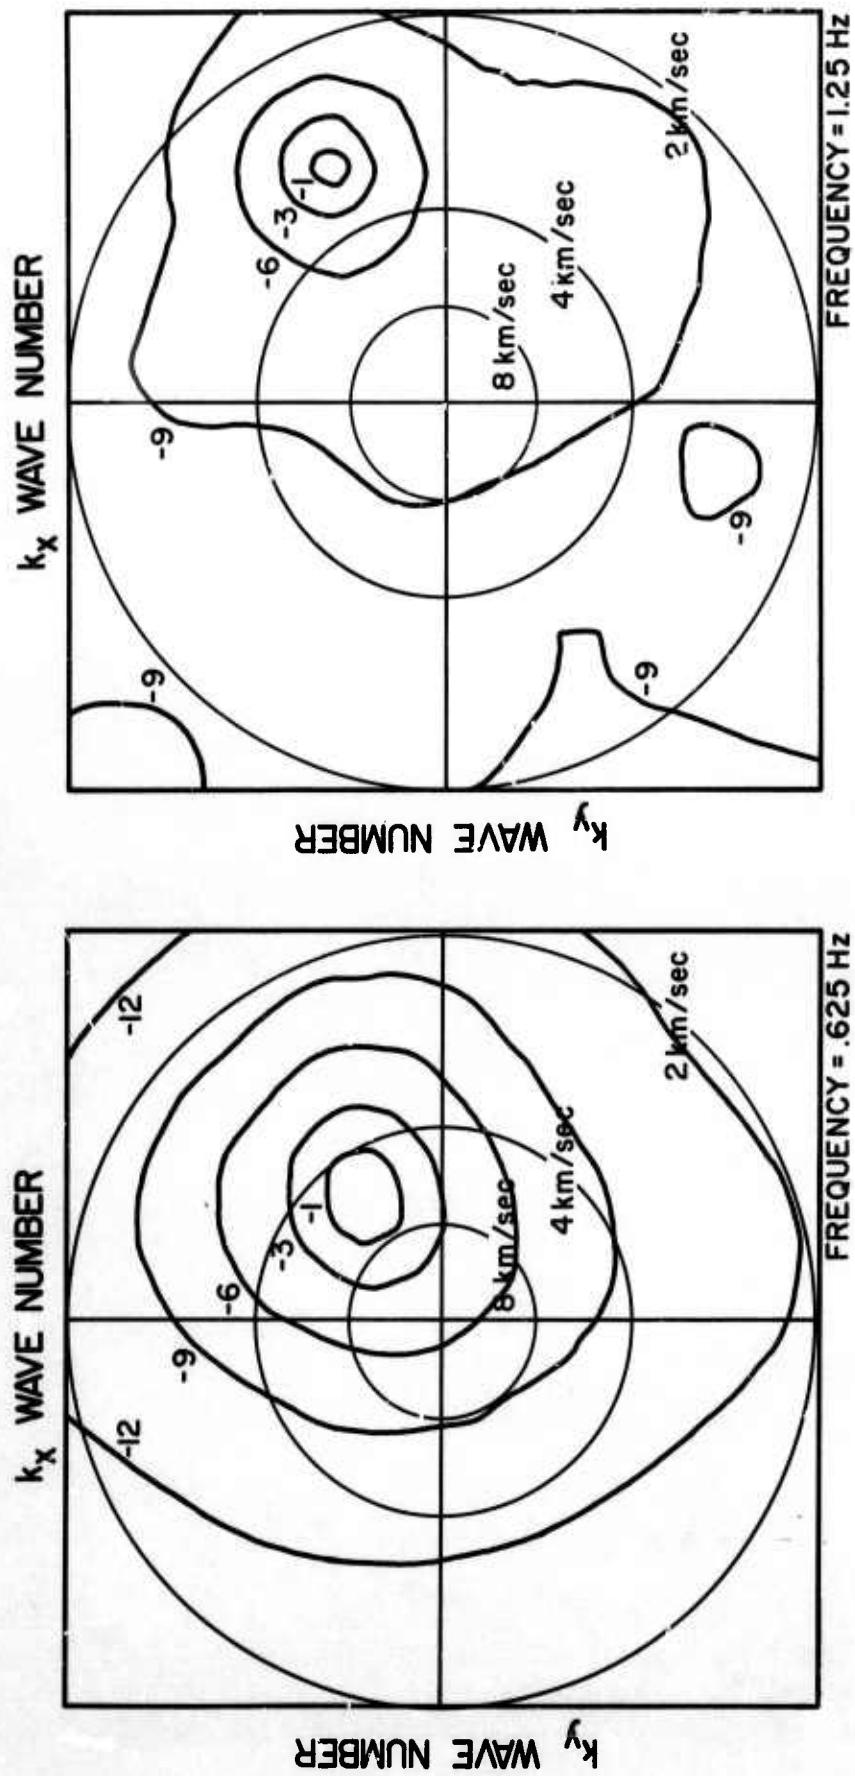 kx WAVE NUMBER
ky WAVE NUMBER
-12
-12
-9
-6
-3
-1
8 km/sec
4 km/sec
2 km/sec
FREQUENCY = .625 Hz
kx WAVE NUMBER
ky WAVE NUMBER
-9
-9
-6
-3
-1
8 km/sec
4 km/sec
2 km/sec
-9
-9
FREQUENCY = 1.25 Hz